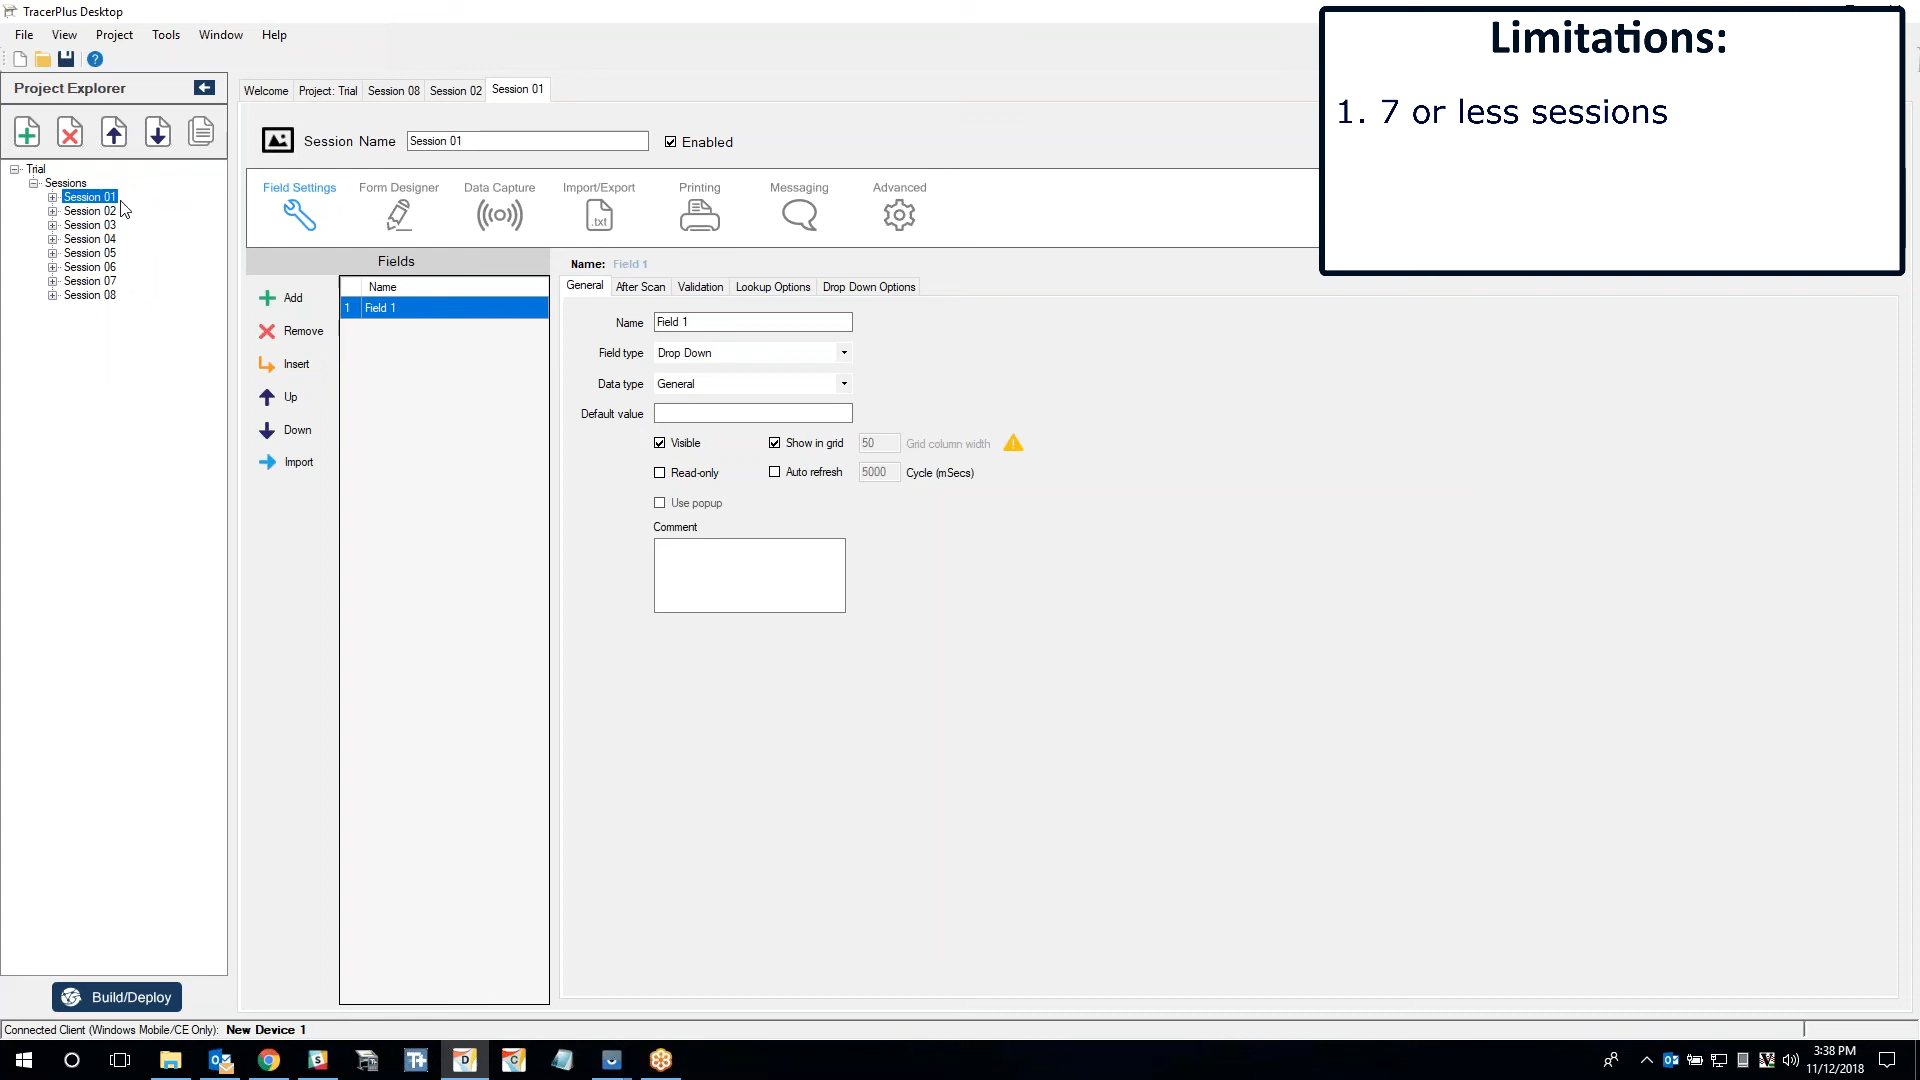 TracerPlus Desktop
File View Project Tools Window Help
Project Explorer
Trial
Sessions
Session 01
Session 02
Session 03
Session 04
Session 05
Session 06
Session 07
Session 08
Build/Deploy
Welcome Project: Trial Session 08 Session 02 Session 01
Session Name Session 01 Enabled
Field Settings Form Designer Data Capture Import/Export Printing Messaging Advanced
.txt
Fields
Add
Remove
Insert
Up
Down
Import
Name
1 Field 1
Name: Field 1
General After Scan Validation Lookup Options Drop Down Options
Name Field 1
Field type Drop Down
Data type General
Default value
Visible Show in grid 50 Grid column width
Read-only Auto refresh 5000 Cycle (mSecs)
Use popup
Comment
Limitations:
1. 7 or less sessions
Connected Client (Windows Mobile/CE Only): New Device 1
3:38 PM
11/12/2018